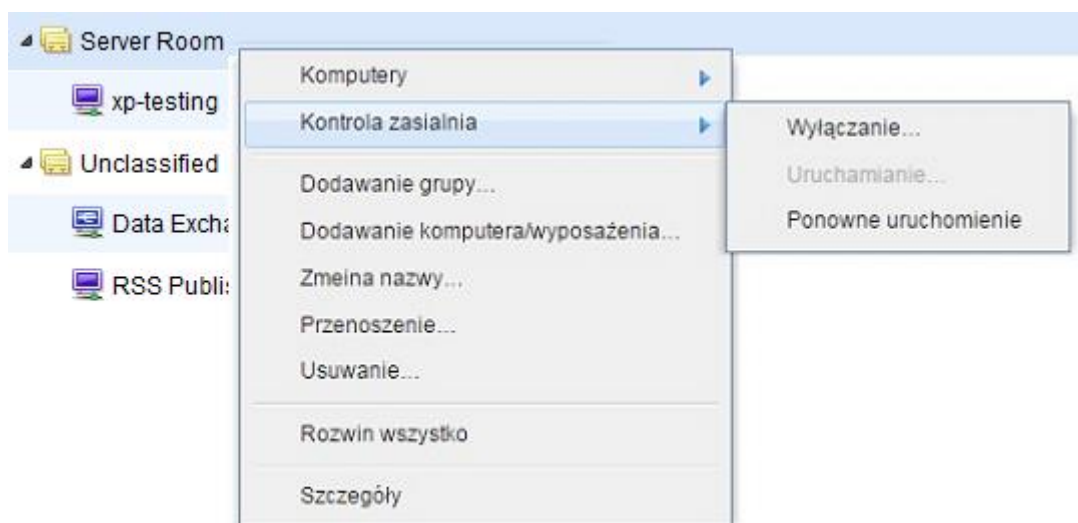 Server Room
xp-testing
Unclassified
Data Excha
RSS Publis
Komputery
Kontrola zasialnia
Dodawanie grupy...
Dodawanie komputera/wyposażenia...
Zmeina nazwy...
Przenoszenie...
Usuwanie...
Rozwin wszystko
Szczegóły
Wyłączanie...
Uruchamianie...
Ponowne uruchomienie